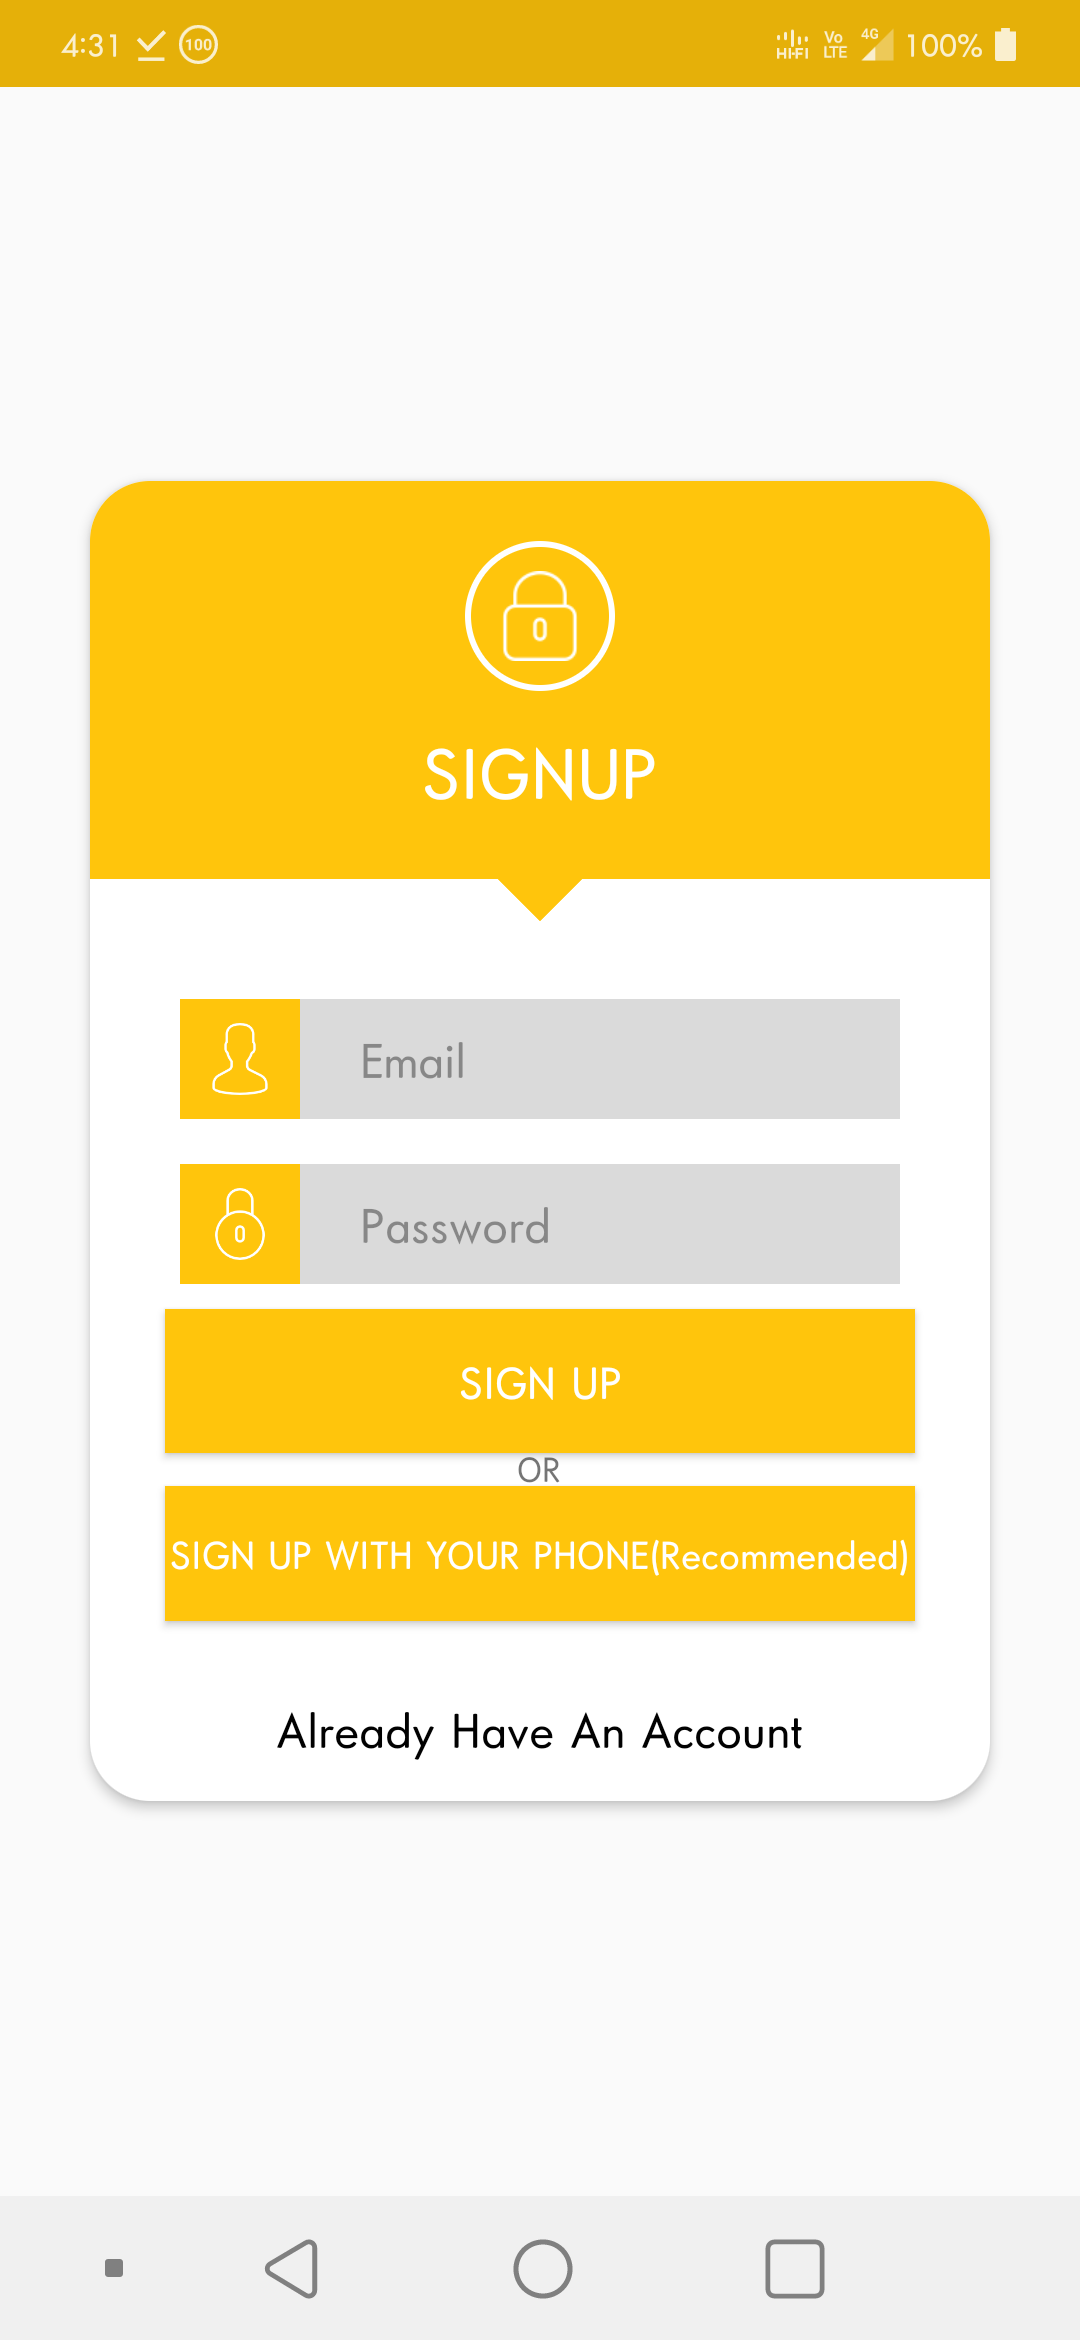 4:31 100 HI-FI Vo LTE 4G 100%
SIGNUP
Email
Password
SIGN UP
OR
SIGN UP WITH YOUR PHONE(Recommended)
Already Have An Account